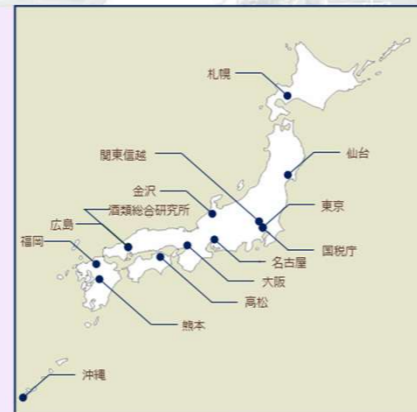 札幌
関東信越
仙台
金沢
酒類総合研究所
東京
広島
国税庁
福岡
名古屋
大阪
高松
熊本
沖縄